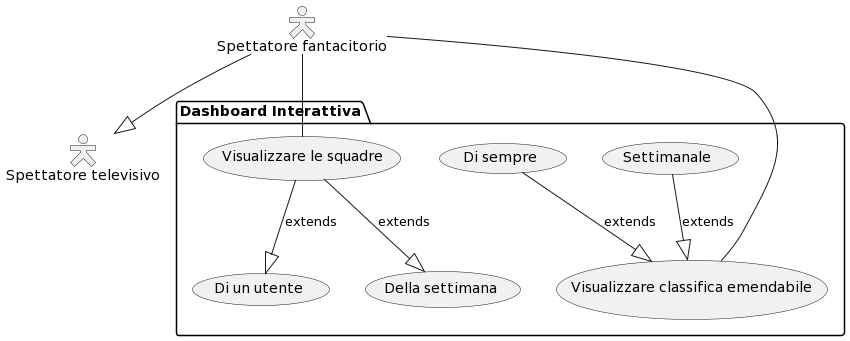 Spettatore fantacitorio
Dashboard Interattiva
Spettatore televisivo
Visualizzare le squadre
Di sempre
Settimanale
extends
extends
extends
extends
Di un utente
Della settimana
Visualizzare classifica emendabile